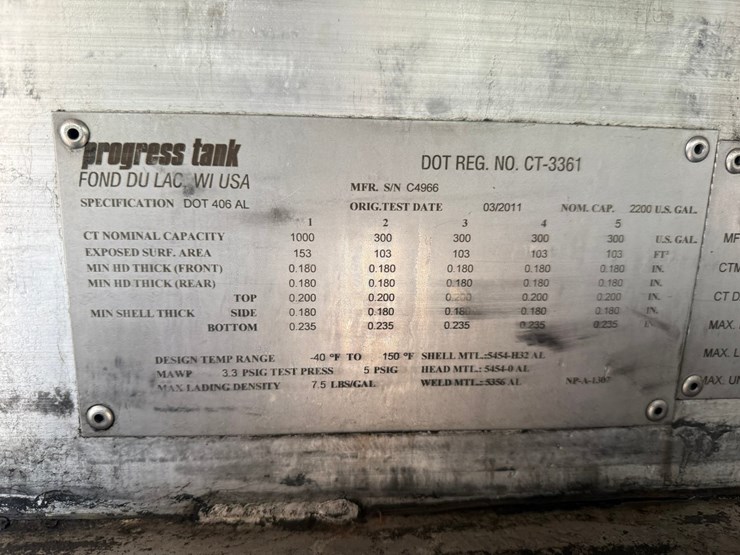 progress tank
FOND DU LAC, WI USA
DOT REG. NO. CT-3361
MFR. S/N C4966
SPECIFICATION DOT 406 AL
ORIG.TEST DATE 03/2011 NOM. CAP. 2200 U.S. GAL.
1 2 3 4 5
CT NOMINAL CAPACITY 1000 300 300 300 300 U.S. GAL.
EXPOSED SURF. AREA 153 103 103 103 103 FT²
MIN HD THICK (FRONT) 0.180 0.180 0.180 0.180 0.180 IN.
MIN HD THICK (REAR) 0.180 0.180 0.180 0.180 0.180 IN.
TOP 0.200 0.200 0.200 0.200 0.200 IN.
MIN SHELL THICK SIDE 0.180 0.180 0.180 0.180 0.180 IN.
BOTTOM 0.235 0.235 0.235 0.235 0.235 IN.
DESIGN TEMP RANGE -40 °F TO 150 °F SHELL MTL.:5454-H32 AL
MAWP 3.3 PSIG TEST PRESS 5 PSIG HEAD MTL.: 5454-0 AL
MAX LADING DENSITY 7.5 LBS/GAL WELD MTL.:5356 AL NP-A-1307
MF
CTM
CT D
MAX.
MAX. L
MAX. UN